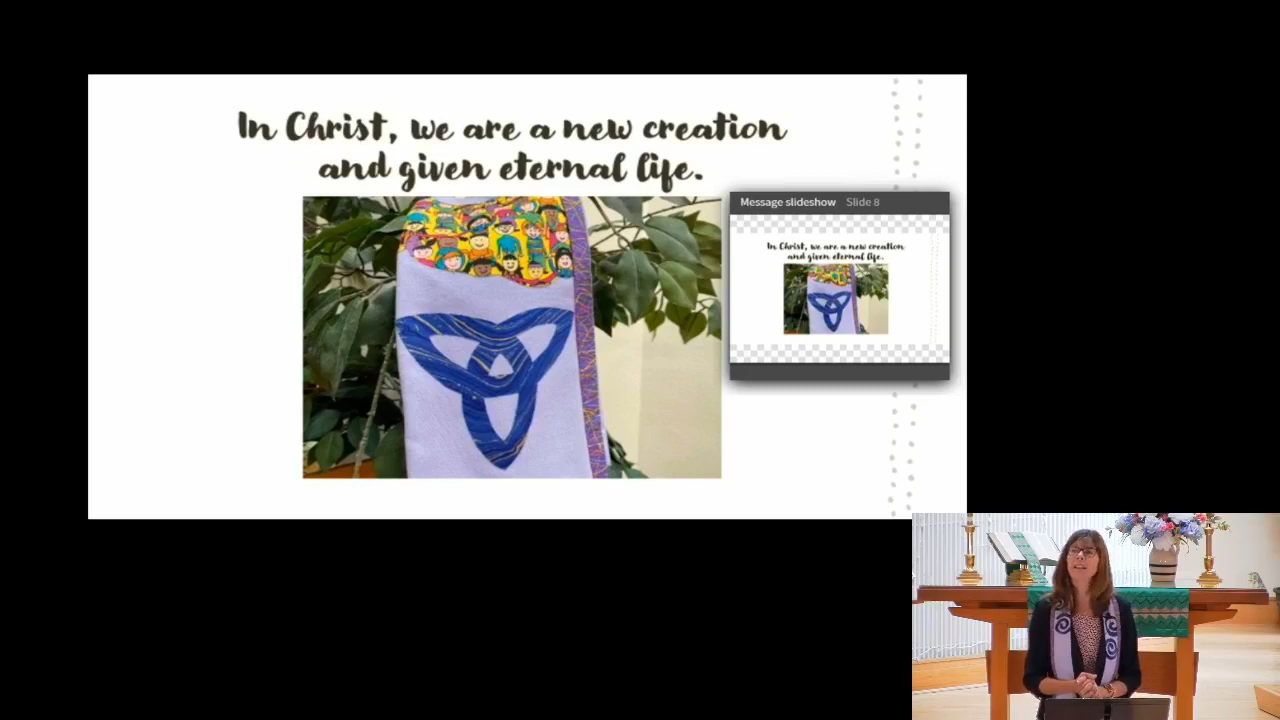 In Christ, we are a new creation
and given eternal life.
Message slideshow Slide 8
In Christ, we are a new creation
and given eternal life.